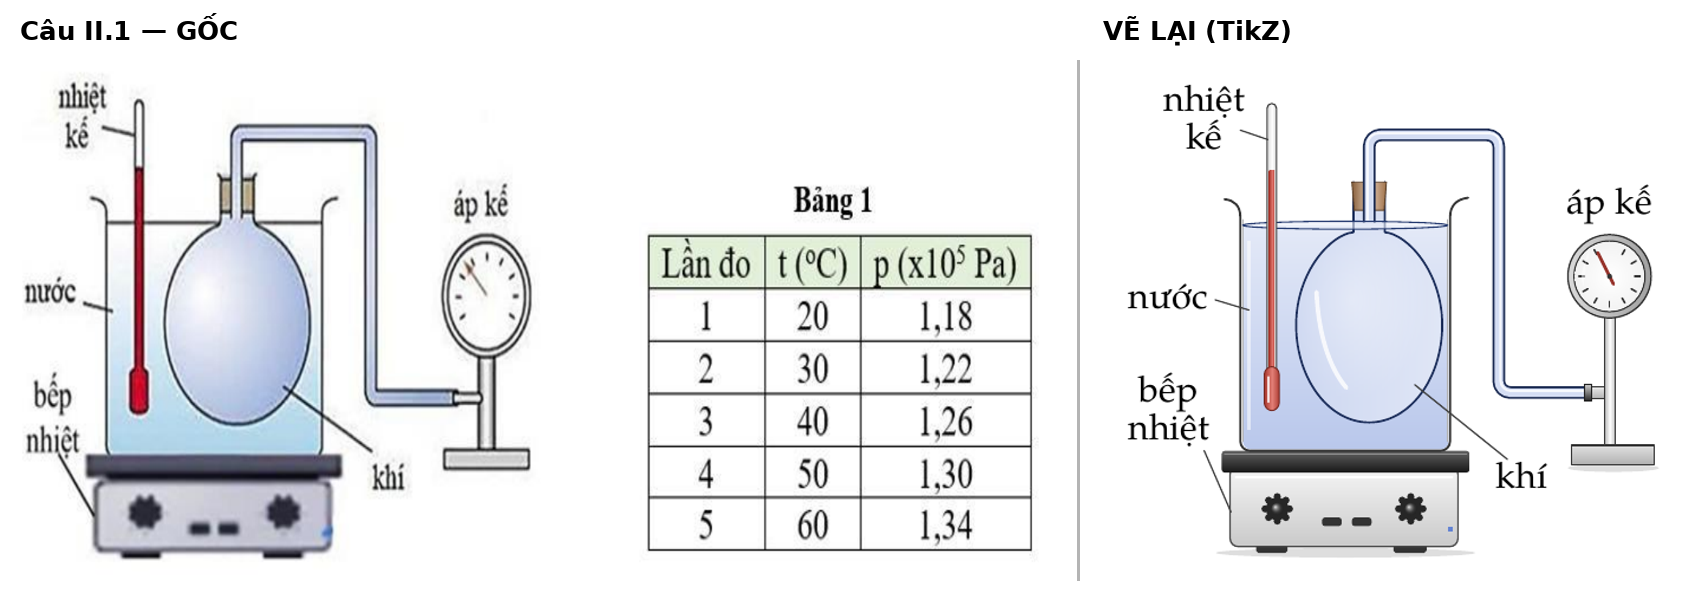 Câu II.1 — GỐC
nhiệt
kế
áp kế
nước
bếp
nhiệt
khí
Bảng 1
Lần đo t (°C) p (x10⁵ Pa)
1 20 1,18
2 30 1,22
3 40 1,26
4 50 1,30
5 60 1,34
VẼ LẠI (TikZ)
nhiệt
kế
áp kế
nước
bếp
nhiệt
khí